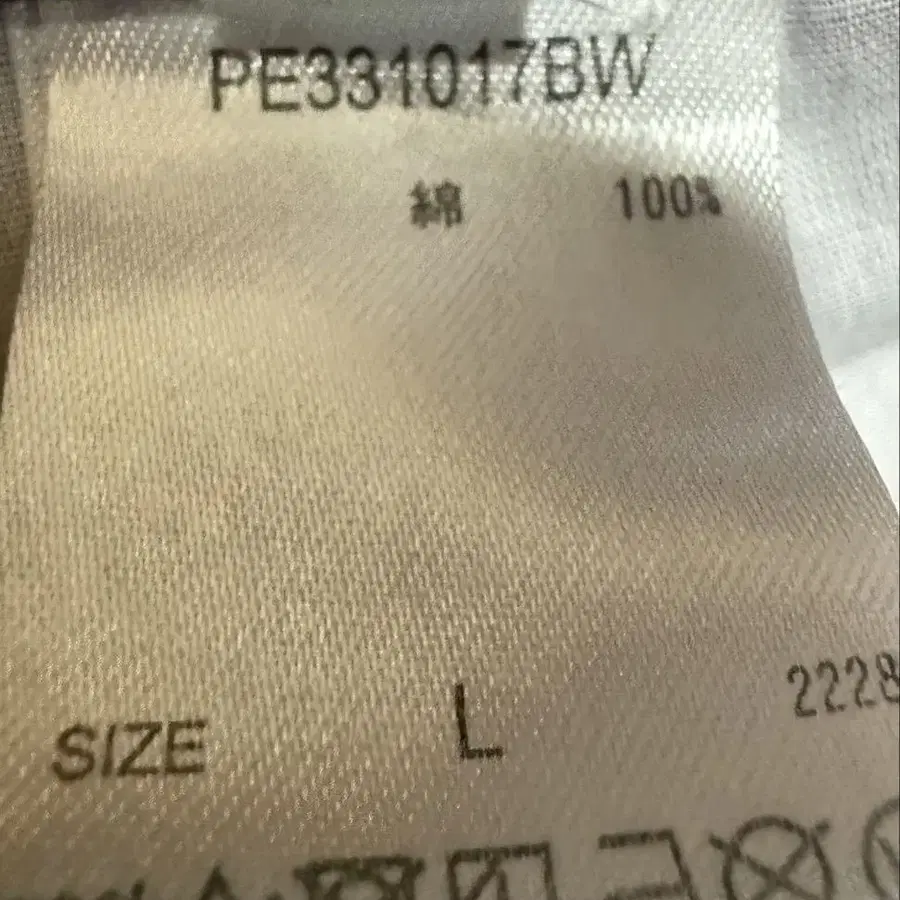 PE331017BW
綿 100%
2228
SIZE L